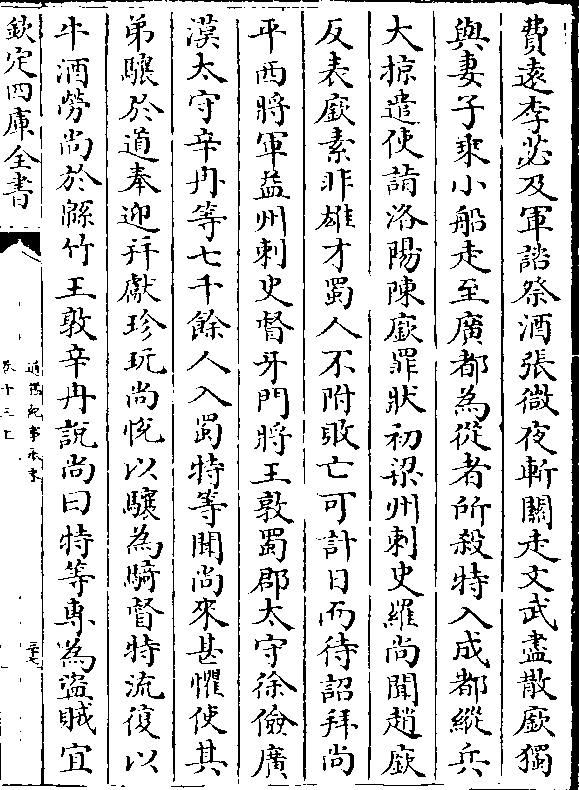 費遠李苾及軍諮祭酒張微夜斬關走文武盡散廞獨
與妻子乘小船走至廣都為從者所殺特入成都縱兵
大掠遣使詣洛陽陳廞罪狀初梁州刺史羅尚聞趙廞
反表廞素非雄才蜀人不附敗亡可計日而待詔拜尚
平西將軍益州刺史督牙門將王敦蜀郡太守徐儉廣
漢太守辛冉等七千餘人入蜀特等聞尚來甚懼使其
弟驤於道奉迎并獻珍玩尚悅以驤為騎督特流復以
牛酒勞尚於緜竹王敦辛冉說尚曰特等專為盜賊宜
欽定四庫全書
通鑑紀事本末
卷十三上